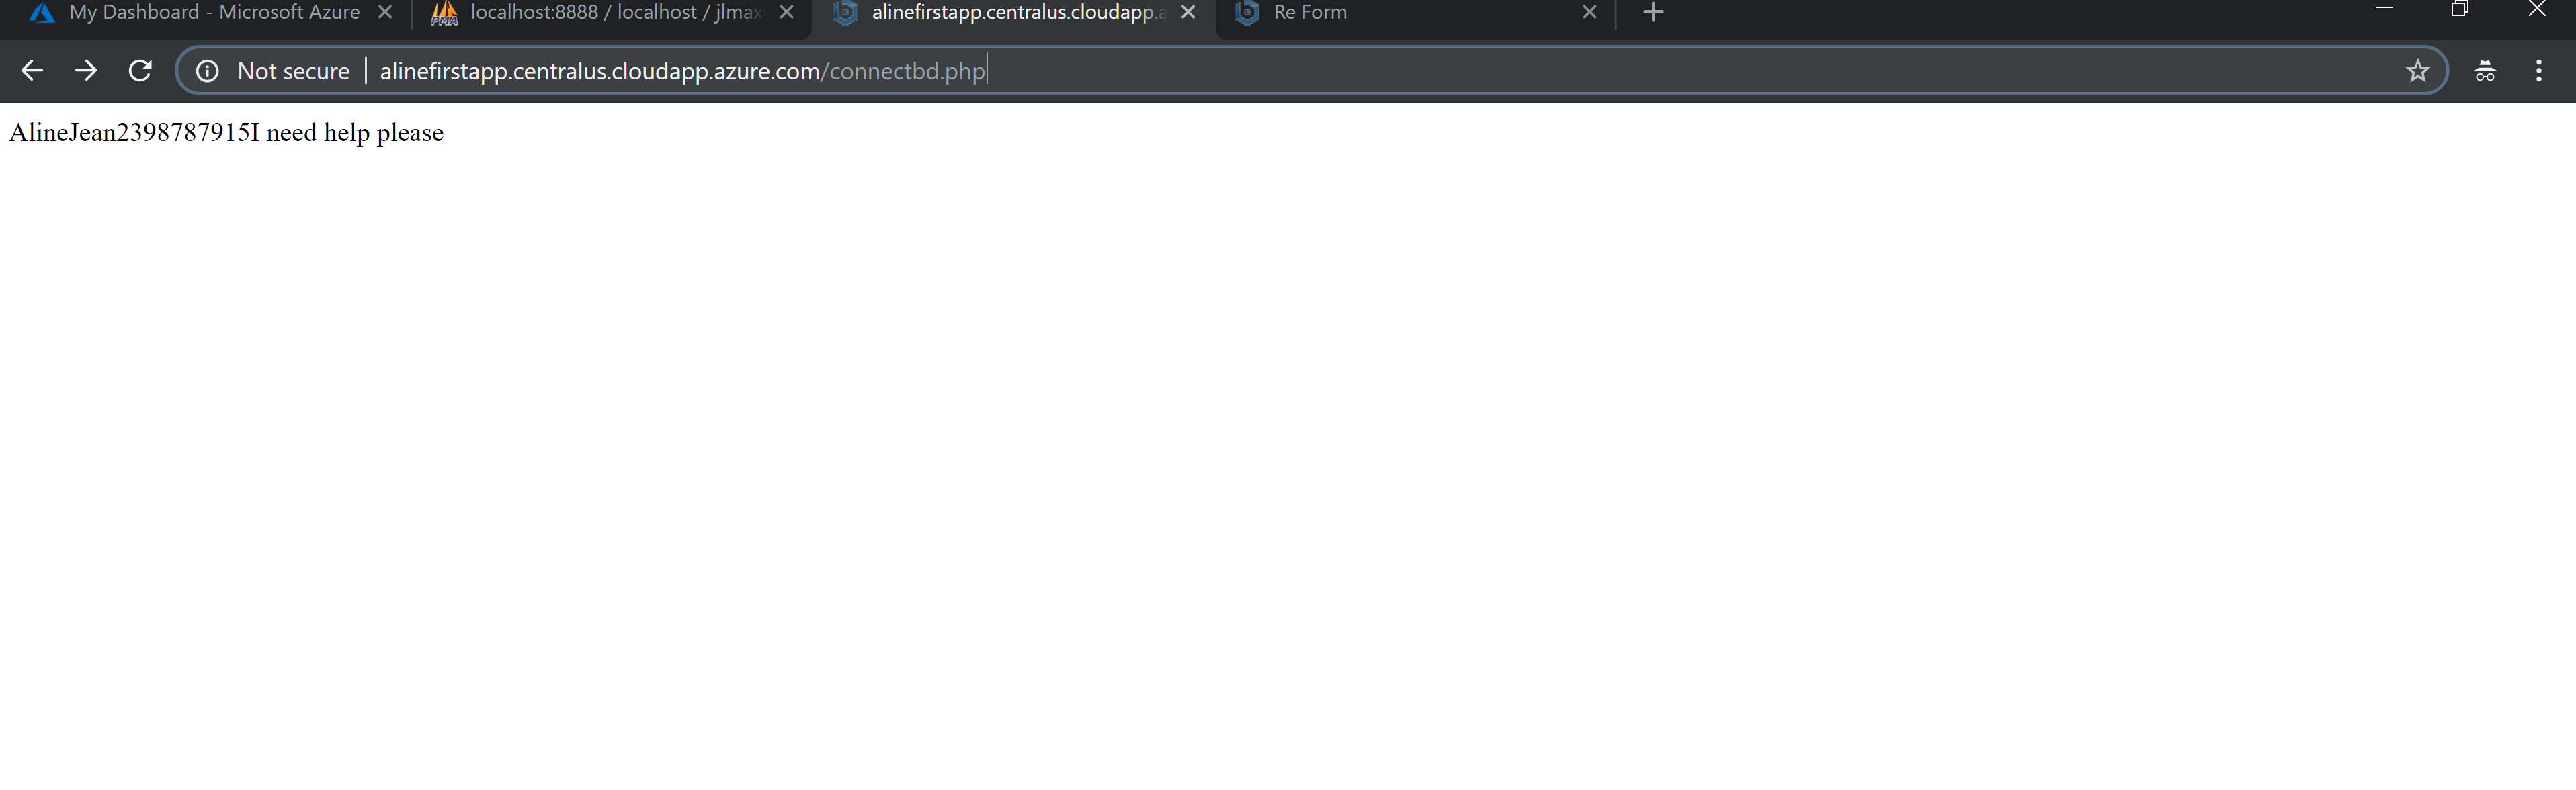 My Dashboard - Microsoft Azure
localhost:8888 / localhost / jlmax
alinefirstapp.centralus.cloudapp.a
Re Form
Not secure
alinefirstapp.centralus.cloudapp.azure.com/connectbd.php
AlineJean2398787915I need help please